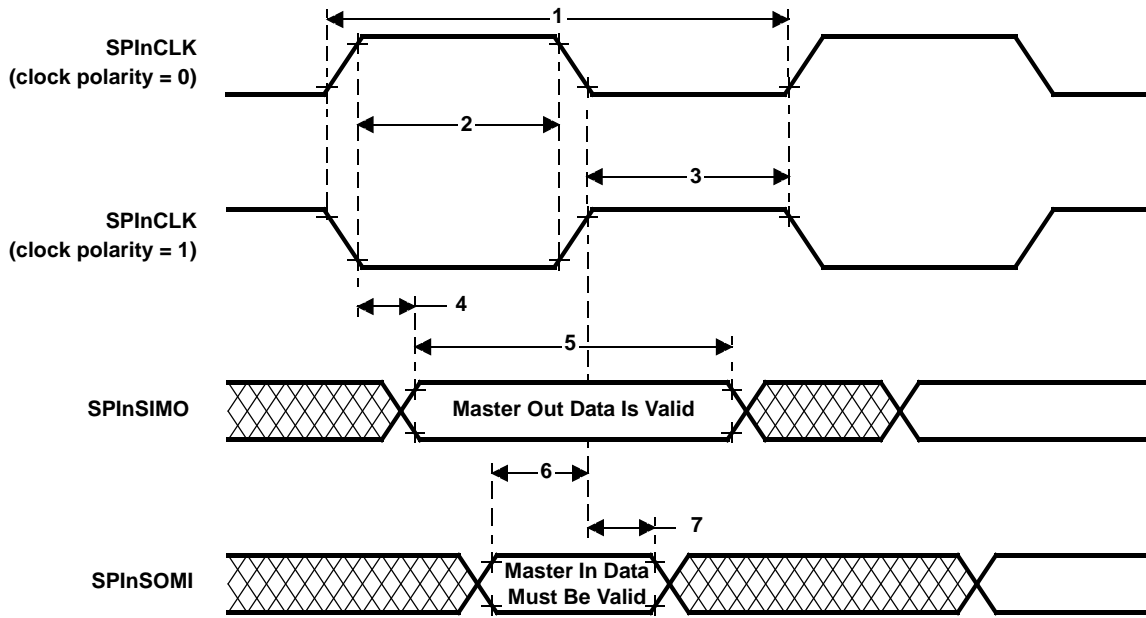 1
SPInCLK
(clock polarity = 0)
2
3
SPInCLK
(clock polarity = 1)
4
5
SPInSIMO
Master Out Data Is Valid
6
7
SPInSOMI
Master In Data
Must Be Valid